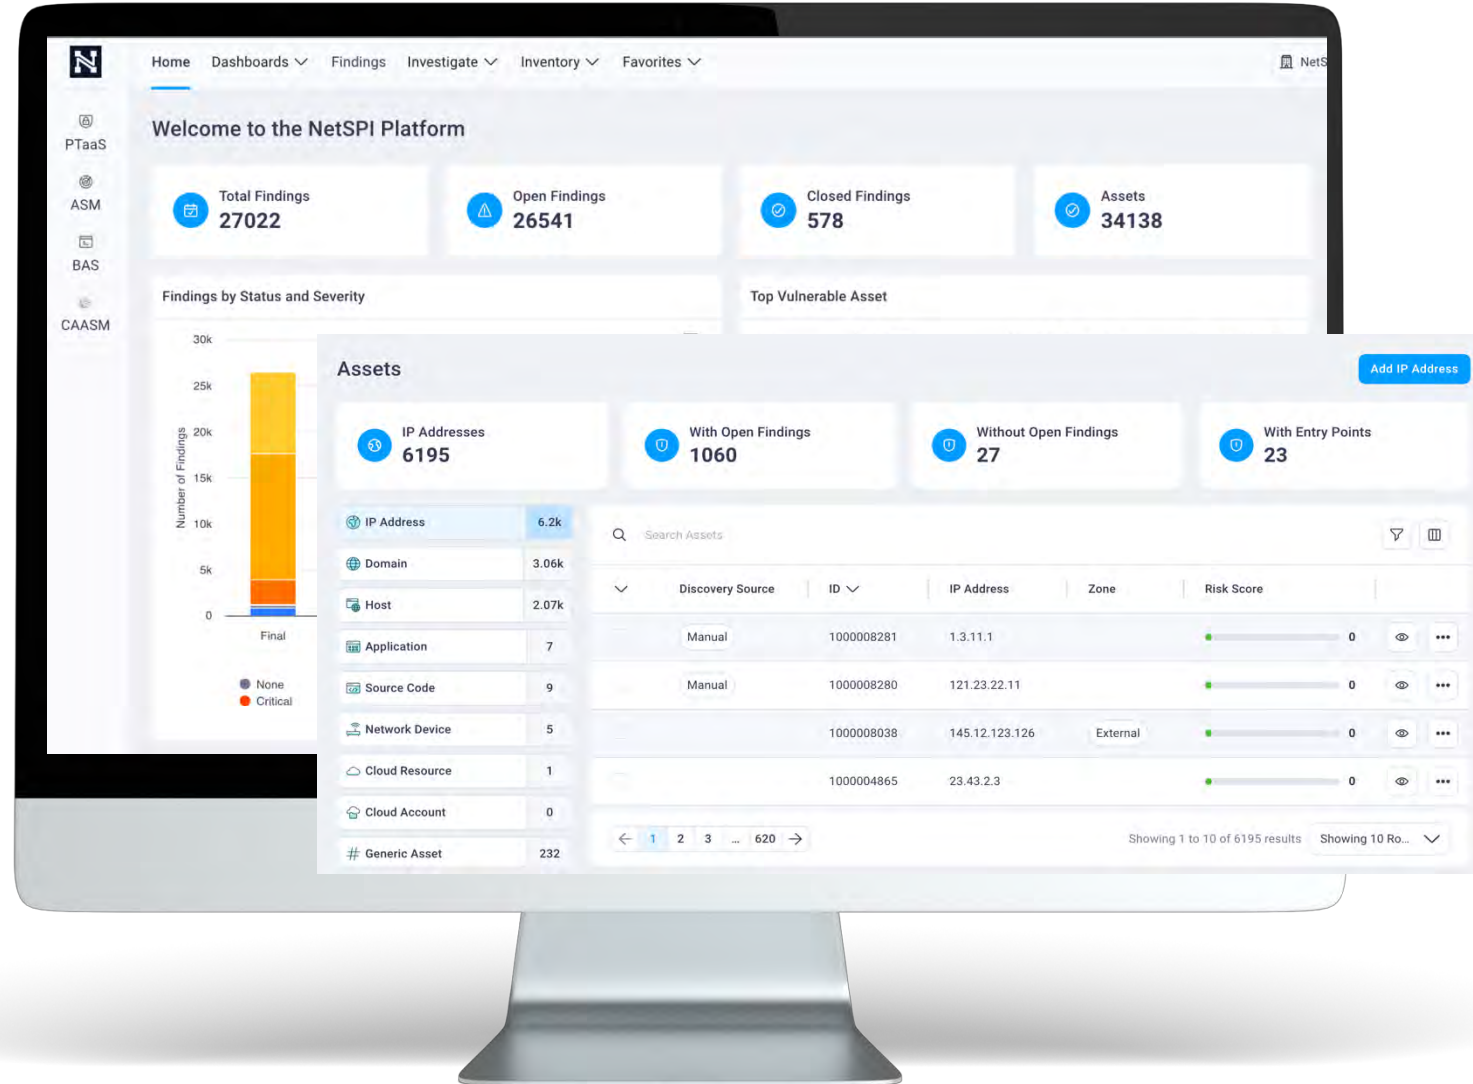 Home Dashboards Findings Investigate Inventory Favorites NetS
PTaaS
ASM
BAS
CAASM
Welcome to the NetSPI Platform
Total Findings
27022
Open Findings
26541
Closed Findings
578
Assets
34138
Findings by Status and Severity
Top Vulnerable Asset
Number of Findings
30k
25k
20k
15k
10k
5k
0
Final
None
Critical
Assets
Add IP Address
IP Addresses
6195
With Open Findings
1060
Without Open Findings
27
With Entry Points
23
IP Address 6.2k
Domain 3.06k
Host 2.07k
Application 7
Source Code 9
Network Device 5
Cloud Resource 1
Cloud Account 0
# Generic Asset 232
Search Assets
Discovery Source ID IP Address Zone Risk Score
Manual 1000008281 1.3.11.1 0
Manual 1000008280 121.23.22.11 0
1000008038 145.12.123.126 External 0
1000004865 23.43.2.3 0
1 2 3 ... 620
Showing 1 to 10 of 6195 results Showing 10 Ro...